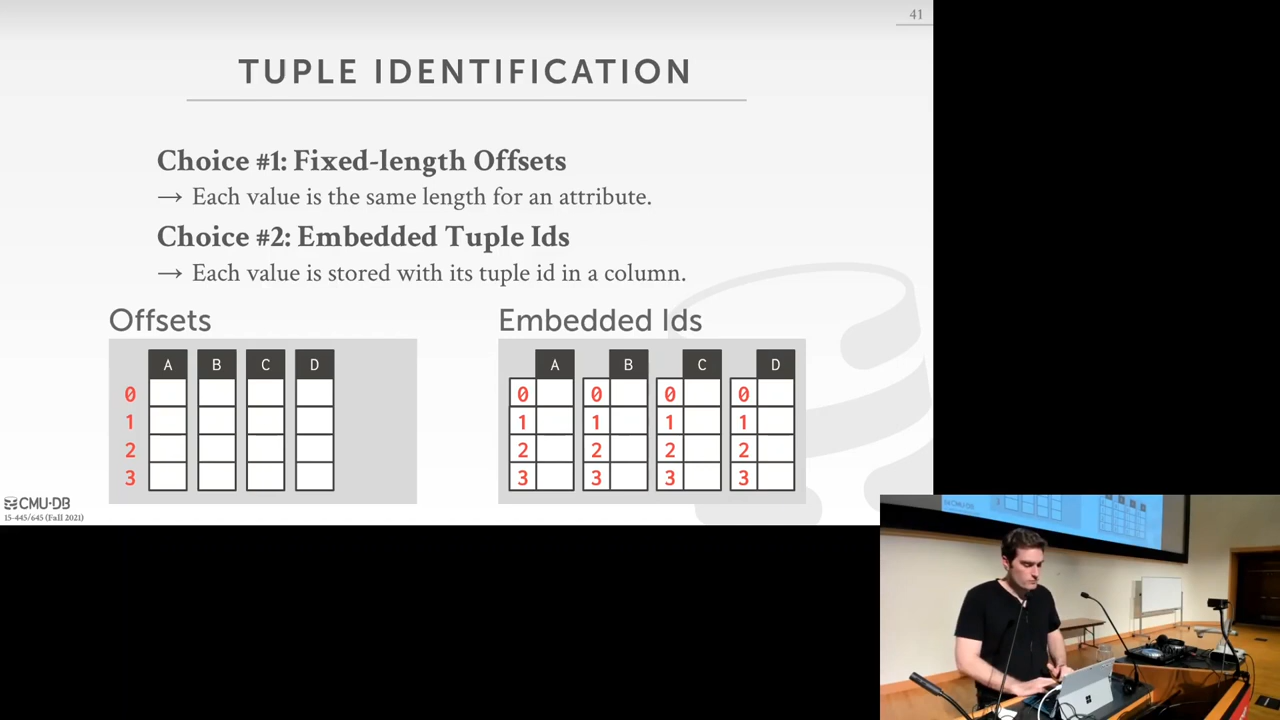 41
TUPLE IDENTIFICATION
Choice #1: Fixed-length Offsets
→ Each value is the same length for an attribute.
Choice #2: Embedded Tuple Ids
→ Each value is stored with its tuple id in a column.
Offsets
A B C D
0
1
2
3
Embedded Ids
A B C D
0 0 0 0
1 1 1 1
2 2 2 2
3 3 3 3
CMU·DB
15-445/645 (Fall 2021)